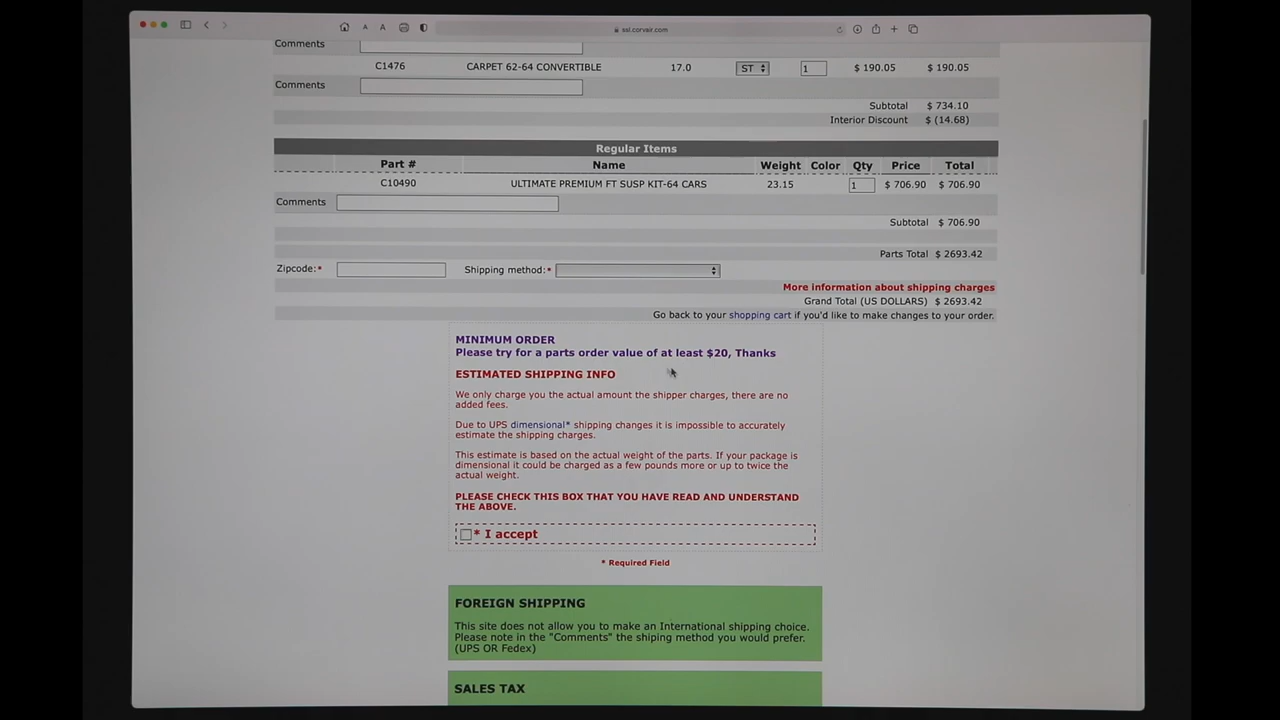 A A ssl.corvair.com
Comments
C1476 CARPET 62-64 CONVERTIBLE 17.0 ST 1 $ 190.05 $ 190.05
Comments
Subtotal $ 734.10
Interior Discount $ (14.68)
Regular Items
Part # Name Weight Color Qty Price Total
C10490 ULTIMATE PREMIUM FT SUSP KIT-64 CARS 23.15 1 $ 706.90 $ 706.90
Comments
Subtotal $ 706.90
Parts Total $ 2693.42
Zipcode:* Shipping method:*
More information about shipping charges
Grand Total (US DOLLARS) $ 2693.42
Go back to your shopping cart if you'd like to make changes to your order.
MINIMUM ORDER
Please try for a parts order value of at least $20, Thanks
ESTIMATED SHIPPING INFO
We only charge you the actual amount the shipper charges, there are no
added fees.
Due to UPS dimensional* shipping changes it is impossible to accurately
estimate the shipping charges.
This estimate is based on the actual weight of the parts. If your package is
dimensional it could be charged as a few pounds more or up to twice the
actual weight.
PLEASE CHECK THIS BOX THAT YOU HAVE READ AND UNDERSTAND
THE ABOVE.
* I accept
* Required Field
FOREIGN SHIPPING
This site does not allow you to make an International shipping choice.
Please note in the "Comments" the shiping method you would prefer.
(UPS OR Fedex)
SALES TAX